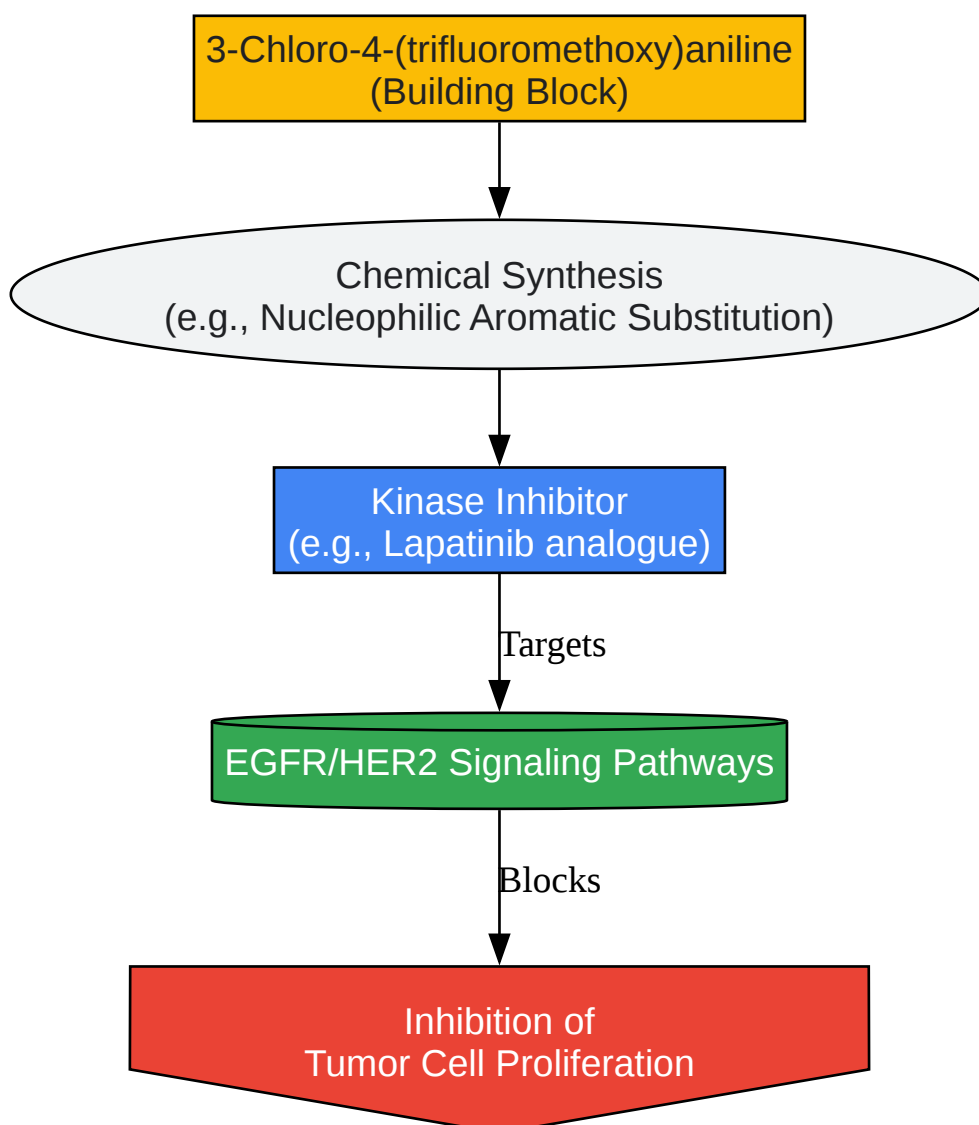 3-Chloro-4-(trifluoromethoxy)aniline
(Building Block)
Chemical Synthesis
(e.g., Nucleophilic Aromatic Substitution)
Kinase Inhibitor
(e.g., Lapatinib analogue)
Targets
EGFR/HER2 Signaling Pathways
Blocks
Inhibition of
Tumor Cell Proliferation